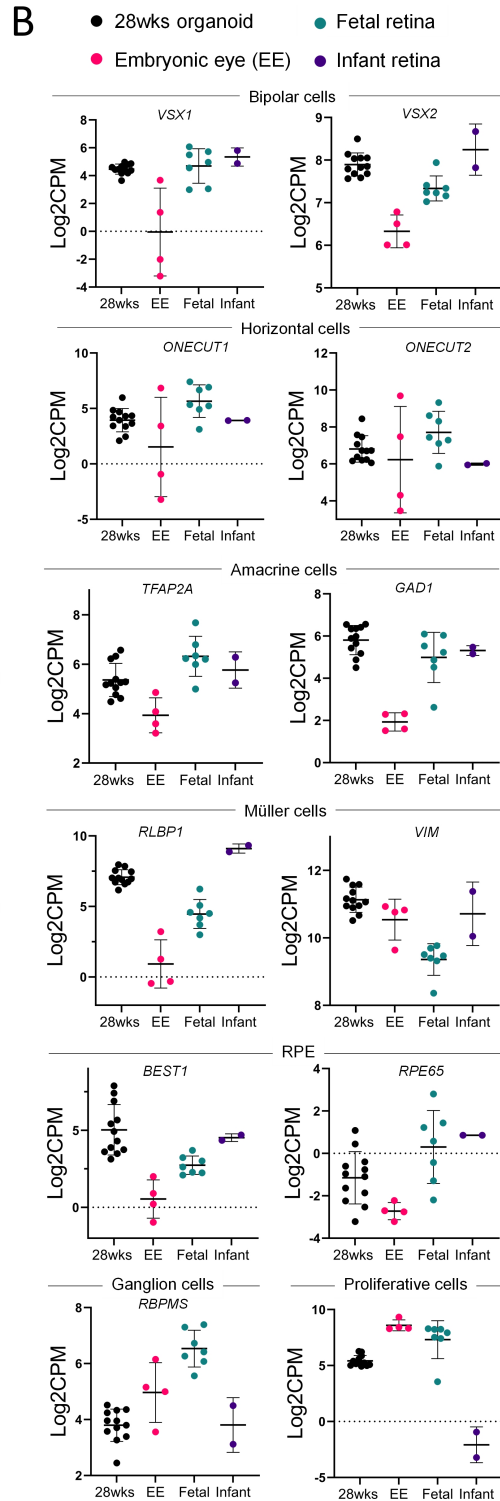 B
28wks organoid Fetal retina
Embryonic eye (EE) Infant retina
Bipolar cells
VSX1 VSX2
Log2CPM Log2CPM
8 6 4 2 0 -2 -4
9 8 7 6 5
28wks EE Fetal Infant 28wks EE Fetal Infant
Horizontal cells
ONECUT1 ONECUT2
Log2CPM Log2CPM
10 5 0 -5
12 10 8 6 4
28wks EE Fetal Infant 28wks EE Fetal Infant
Amacrine cells
TFAP2A GAD1
Log2CPM Log2CPM
8 6 4 2
8 6 4 2 0
28wks EE Fetal Infant 28wks EE Fetal Infant
Müller cells
RLBP1 VIM
Log2CPM Log2CPM
10 5 0
12 10 8
28wks EE Fetal Infant 28wks EE Fetal Infant
RPE
BEST1 RPE65
Log2CPM Log2CPM
5 0
4 2 0 -2 -4
28wks EE Fetal Infant 28wks EE Fetal Infant
Ganglion cells Proliferative cells
RBPMS
Log2CPM Log2CPM
8 6 4 2
10 5 0 -5
28wks EE Fetal Infant 28wks EE Fetal Infant